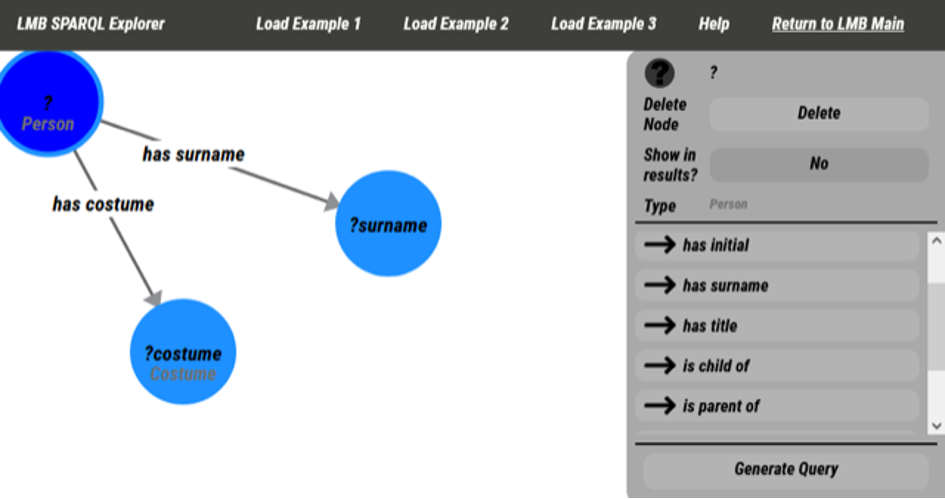 LMB SPARQL Explorer Load Example 1 Load Example 2 Load Example 3 Help Return to LMB Main
?
Person
has surname
has costume
?surname
?costume
Costume
? ?
Delete
Node
Delete
Show in
results?
No
Type Person
has initial
has surname
has title
is child of
is parent of
Generate Query